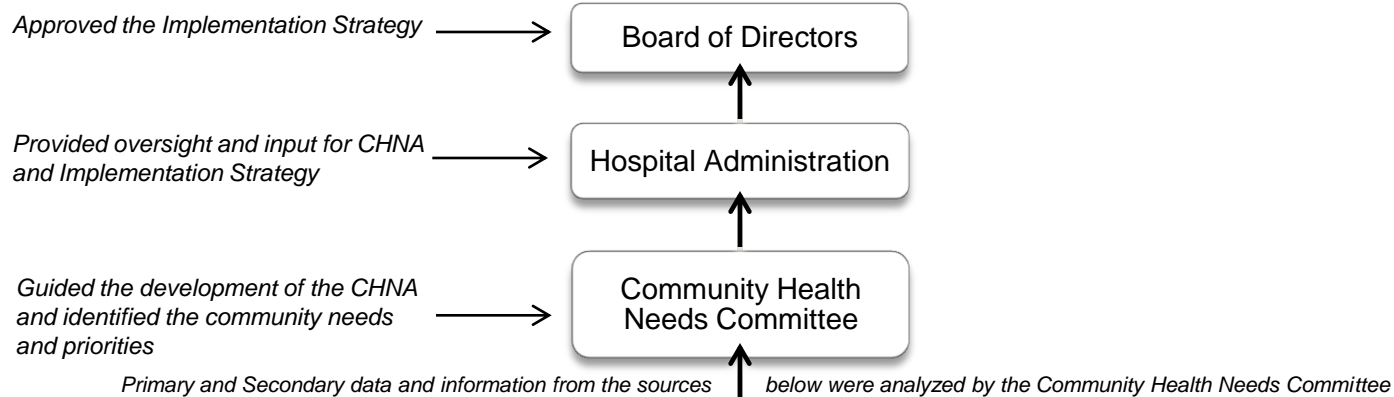 Approved the Implementation Strategy
Board of Directors
Provided oversight and input for CHNA
and Implementation Strategy
Hospital Administration
Guided the development of the CHNA
and identified the community needs
and priorities
Community Health
Needs Committee
Primary and Secondary data and information from the sources below were analyzed by the Community Health Needs Committee